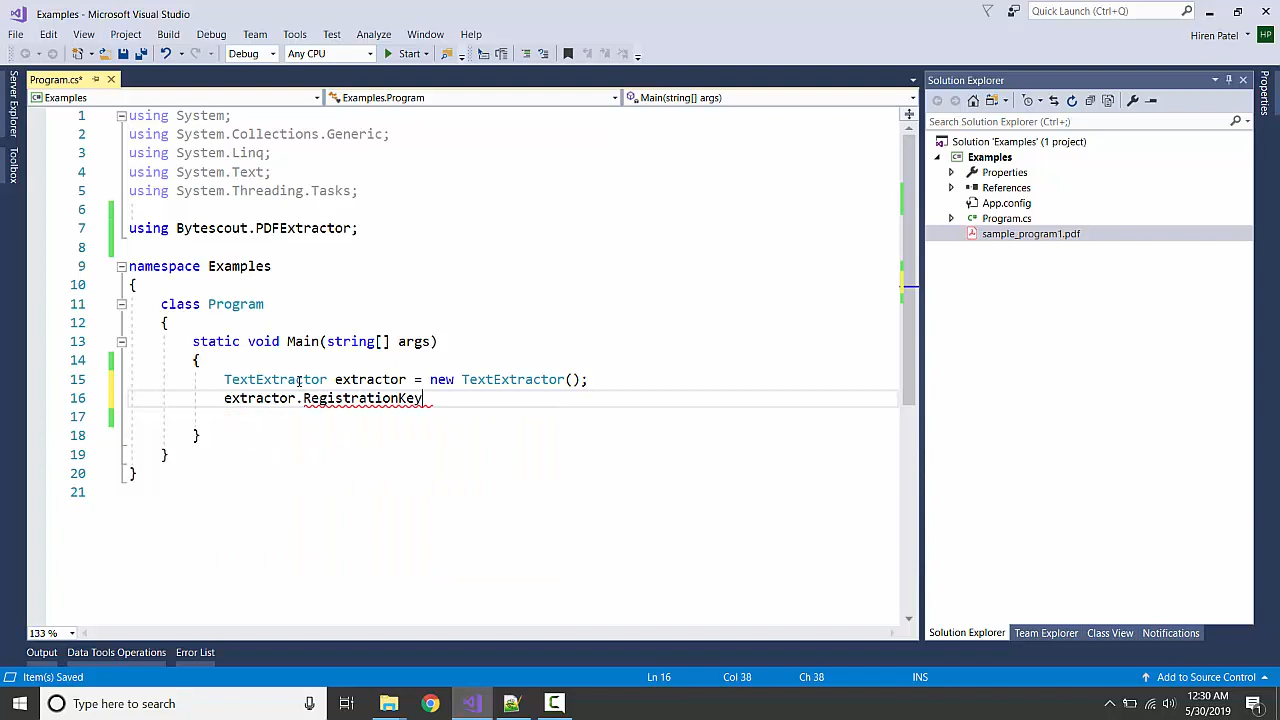 Examples - Microsoft Visual Studio
Quick Launch (Ctrl+Q)
File Edit View Project Build Debug Team Tools Test Analyze Window Help
Hiren Patel HP
Debug Any CPU Start
Server Explorer
Toolbox
Program.cs*
Examples Examples.Program Main(string[] args)
1 using System;
2 using System.Collections.Generic;
3 using System.Linq;
4 using System.Text;
5 using System.Threading.Tasks;
6
7 using Bytescout.PDFExtractor;
8
9 namespace Examples
10 {
11 class Program
12 {
13 static void Main(string[] args)
14 {
15 TextExtractor extractor = new TextExtractor();
16 extractor.RegistrationKey
17
18 }
19 }
20 }
21
133 %
Solution Explorer
Search Solution Explorer (Ctrl+;)
Solution 'Examples' (1 project)
Examples
Properties
References
App.config
Program.cs
sample_program1.pdf
Solution Explorer Team Explorer Class View Notifications
Properties
Output Data Tools Operations Error List
Item(s) Saved Ln 16 Col 38 Ch 38 INS Add to Source Control
Type here to search
12:30 AM
5/30/2019
1